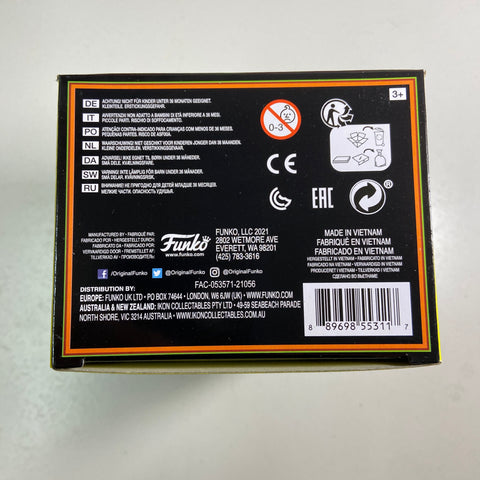 DE ACHTUNG! NICHT FÜR KINDER UNTER 36 MONATEN GEEIGNET.
KLEINTEILE. ERSTICKUNGSGEFAHR.
IT AVVERTENZA! NON ADATTO A BAMBINI DI ETÀ INFERIORE A 36 MESI.
PICCOLE PARTI. RISCHIO DI SOFFOCAMENTO.
PO ATENÇÃO! CONTRA-INDICADO PARA CRIANÇAS COM MENOS DE 36 MESES.
PEQUENAS PARTES. RISCO DE ASFIXIA.
NL WAARSCHUWING! NIET GESCHIKT VOOR KINDEREN JONGER DAN 36 MAANDEN.
KLEINE ONDERDELEN. VERSTIKKINGSGEVAAR.
DA ADVARSEL! IKKE EGNET TIL BØRN UNDER 36 MÅNEDER.
SMÅ DELE. KVÆLNINGSRISIKO.
SW VARNING! INTE LÄMPLIG FÖR BARN UNDER 36 MÅNADER.
SMÅ DELAR. KVÄVNINGSRISK.
RU ВНИМАНИЕ! НЕ ПРИГОДНО ДЛЯ ДЕТЕЙ МЛАДШЕ 36 МЕСЯЦЕВ.
МЕЛКИЕ ЧАСТИ. ОПАСНОСТЬ УДУШЬЯ.
0-3
3+
CE
EAC
MANUFACTURED BY • FABRIQUÉ PAR
FABRICADO POR • HERGESTELLT DURCH
FABBRICATO DA • FABRICADO POR
VERVAARDIGD DOOR • FREMSTILLET AF
TILLVERKAD AV • ПРОИЗВОДИТЕЛЬ:
Funko
www.funko.com
FUNKO, LLC 2021
2802 WETMORE AVE
EVERETT, WA 98201
(425) 783-3616
/OriginalFunko @OriginalFunko @OriginalFunko
MADE IN VIETNAM
FABRIQUÉ EN VIETNAM
FABRICADO EN VIETNAM
HERGESTELLT IN VIETNAM
FABBRICATO IN VIETNAM • FABRICADO NO VIETNAM
VERVAARDIGD IN VIETNAM
PRODUCERET I VIETNAM • TILLVERKAD I VIETNAM
СДЕЛАНО ВО ВЬЕТНАМЕ
FAC-053571-21056
DISTRIBUTION BY:
EUROPE: FUNKO UK LTD • PO BOX 74644 • LONDON, W6 6JW (UK) • WWW.FUNKO.COM
AUSTRALIA & NEW ZEALAND: IKON COLLECTABLES PTY LTD • 49-59 SEABEACH PARADE
NORTH SHORE, VIC 3214 AUSTRALIA • WWW.IKONCOLLECTABLES.COM.AU
8 89698 55311 7